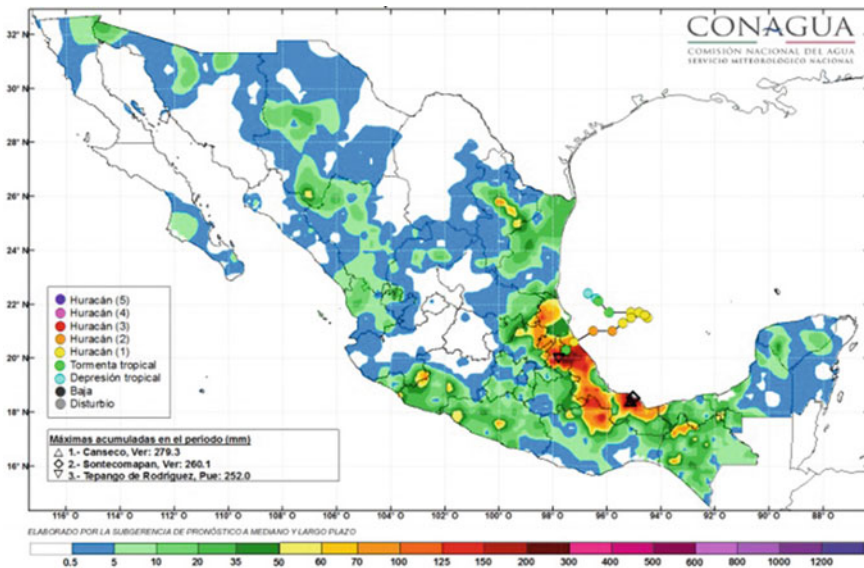 CONAGUA
COMISIÓN NACIONAL DEL AGUA
SERVICIO METEOROLÓGICO NACIONAL
32° N
30° N
28° N
26° N
24° N
22° N
20° N
18° N
16° N
Huracán (5)
Huracán (4)
Huracán (3)
Huracán (2)
Huracán (1)
Tormenta tropical
Depresión tropical
Baja
Disturbio
Máximas acumuladas en el periodo (mm)
1.- Canseco, Ver: 279.3
2.- Sontecomapan, Ver: 260.1
3.- Tepango de Rodríguez, Pue: 252.0
116° O 114° O 112° O 110° O 108° O 106° O 104° O 102° O 100° O 98° O 96° O 94° O 92° O 90° O 88° O
ELABORADO POR LA SUBGERENCIA DE PRONÓSTICO A MEDIANO Y LARGO PLAZO
0.5 5 10 20 35 50 60 70 100 125 150 200 300 400 500 600 800 1000 1200